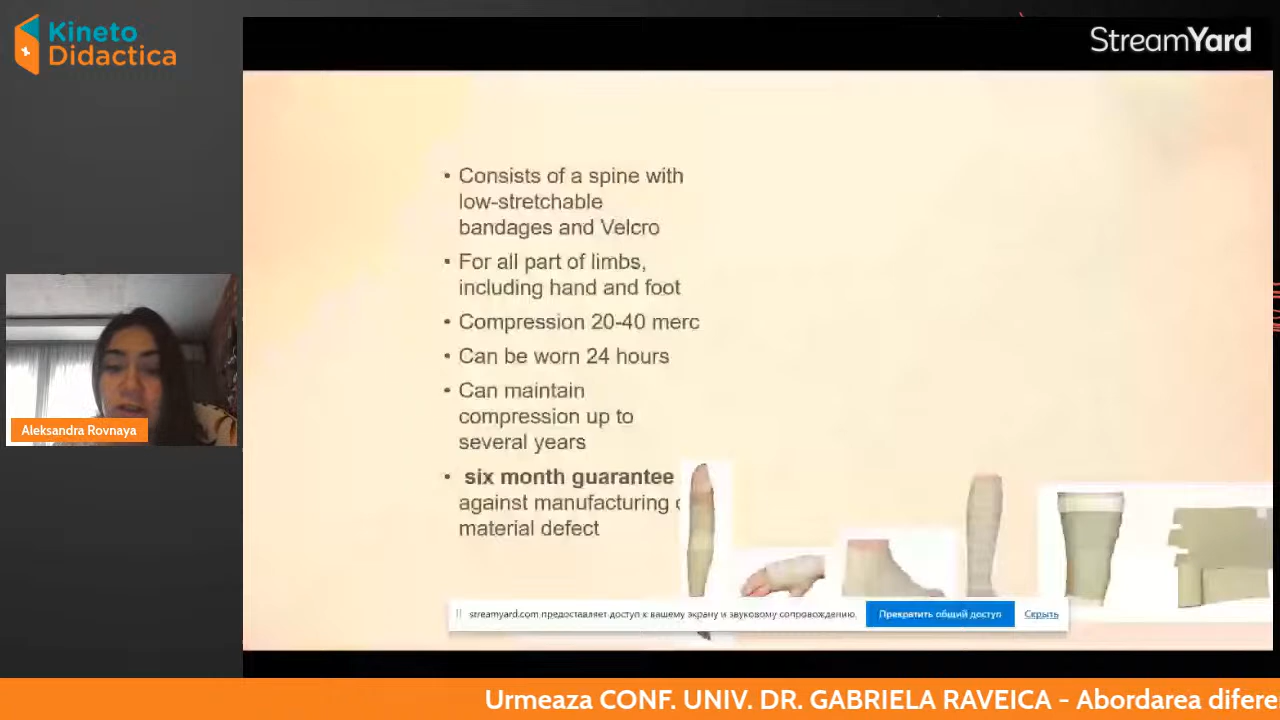 Kineto
Didactica
StreamYard
• Consists of a spine with
low-stretchable
bandages and Velcro
• For all part of limbs,
including hand and foot
• Compression 20-40 merc
• Can be worn 24 hours
• Can maintain
compression up to
several years
• six month guarantee
against manufacturing
material defect
Aleksandra Rovnaya
streamyard.com предоставляет доступ к вашему экрану и звуковому сопровождению.
Прекратить общий доступ
Скрыть
Urmeaza CONF. UNIV. DR. GABRIELA RAVEICA - Abordarea difere